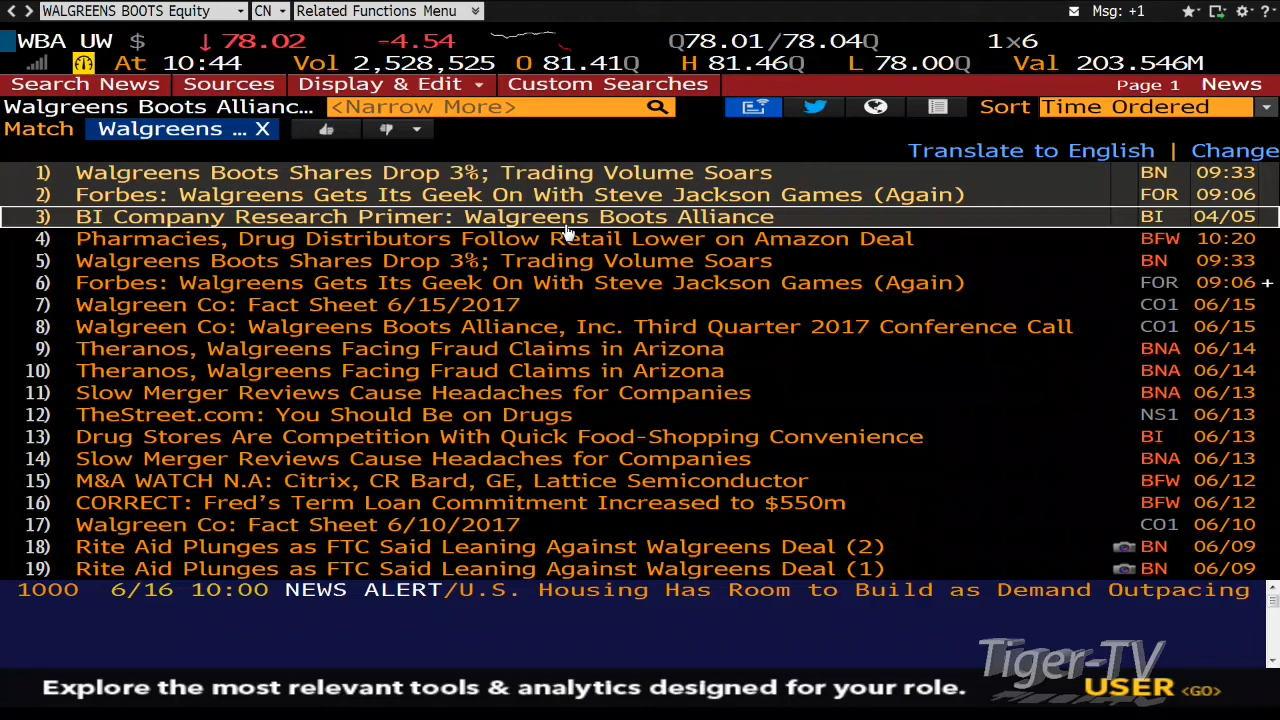 WALGREENS BOOTS Equity CN Related Functions Menu Msg: +1
WBA UW $ ↓78.02 -4.54 Q78.01/78.04Q 1×6
At 10:44 Vol 2,528,525 O 81.41Q H 81.46Q L 78.00Q Val 203.546M
Search News Sources Display & Edit Custom Searches Page 1 News
Walgreens Boots Allianc... <Narrow More> Sort Time Ordered
Match Walgreens ... X
Translate to English | Change
1) Walgreens Boots Shares Drop 3%; Trading Volume Soars BN 09:33
2) Forbes: Walgreens Gets Its Geek On With Steve Jackson Games (Again) FOR 09:06
3) BI Company Research Primer: Walgreens Boots Alliance BI 04/05
4) Pharmacies, Drug Distributors Follow Retail Lower on Amazon Deal BFW 10:20
5) Walgreens Boots Shares Drop 3%; Trading Volume Soars BN 09:33
6) Forbes: Walgreens Gets Its Geek On With Steve Jackson Games (Again) FOR 09:06 +
7) Walgreen Co: Fact Sheet 6/15/2017 CO1 06/15
8) Walgreen Co: Walgreens Boots Alliance, Inc. Third Quarter 2017 Conference Call CO1 06/15
9) Theranos, Walgreens Facing Fraud Claims in Arizona BNA 06/14
10) Theranos, Walgreens Facing Fraud Claims in Arizona BNA 06/14
11) Slow Merger Reviews Cause Headaches for Companies BNA 06/13
12) TheStreet.com: You Should Be on Drugs NS1 06/13
13) Drug Stores Are Competition With Quick Food-Shopping Convenience BI 06/13
14) Slow Merger Reviews Cause Headaches for Companies BNA 06/13
15) M&A WATCH N.A: Citrix, CR Bard, GE, Lattice Semiconductor BFW 06/12
16) CORRECT: Fred's Term Loan Commitment Increased to $550m BFW 06/12
17) Walgreen Co: Fact Sheet 6/10/2017 CO1 06/10
18) Rite Aid Plunges as FTC Said Leaning Against Walgreens Deal (2) BN 06/09
19) Rite Aid Plunges as FTC Said Leaning Against Walgreens Deal (1) BN 06/09
1000 6/16 10:00 NEWS ALERT/U.S. Housing Has Room to Build as Demand Outpacing
Tiger-TV
Explore the most relevant tools & analytics designed for your role. USER <GO>